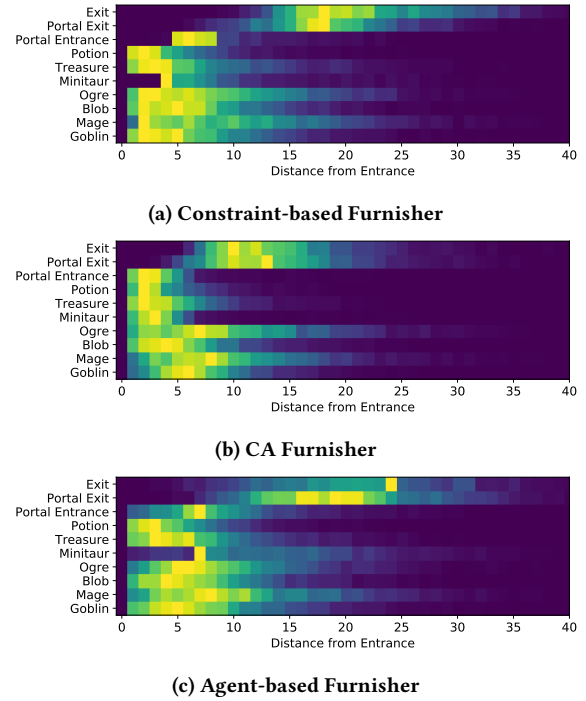 Exit
Portal Exit
Portal Entrance
Potion
Treasure
Minitaur
Ogre
Blob
Mage
Goblin
0 5 10 15 20 25 30 35 40
Distance from Entrance
(a) Constraint-based Furnisher
Exit
Portal Exit
Portal Entrance
Potion
Treasure
Minitaur
Ogre
Blob
Mage
Goblin
0 5 10 15 20 25 30 35 40
Distance from Entrance
(b) CA Furnisher
Exit
Portal Exit
Portal Entrance
Potion
Treasure
Minitaur
Ogre
Blob
Mage
Goblin
0 5 10 15 20 25 30 35 40
Distance from Entrance
(c) Agent-based Furnisher